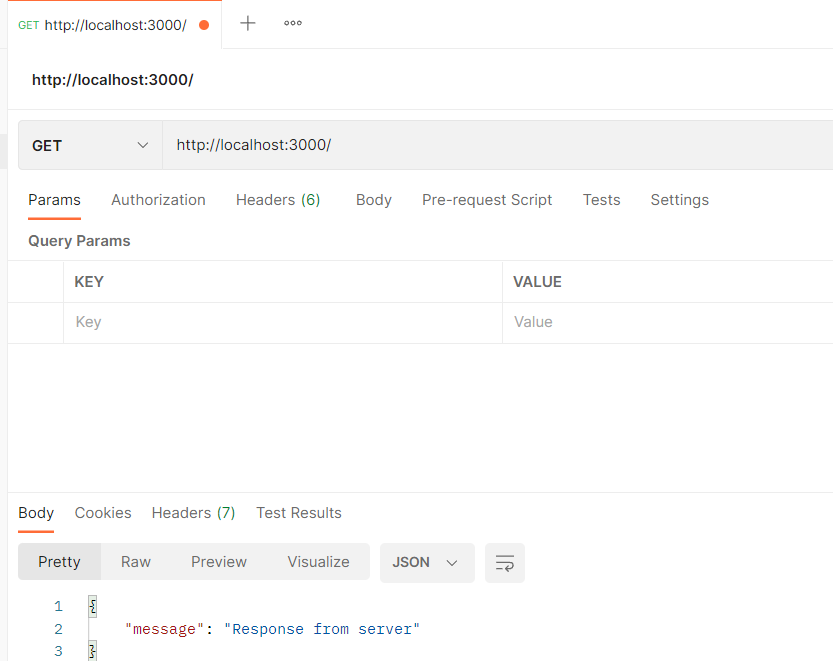 GET http://localhost:3000/
http://localhost:3000/
GET http://localhost:3000/
Params Authorization Headers (6) Body Pre-request Script Tests Settings
Query Params
KEY VALUE
Key Value
Body Cookies Headers (7) Test Results
Pretty Raw Preview Visualize JSON
1 {
2 "message": "Response from server"
3 }